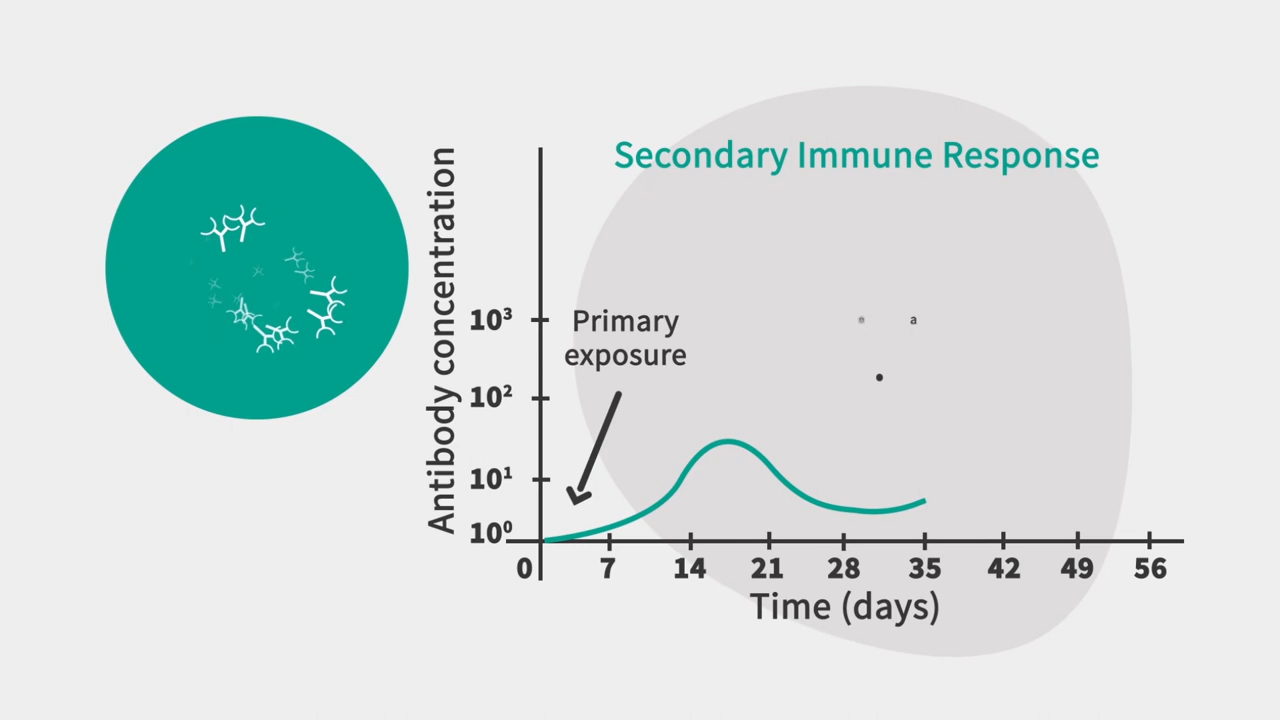 Secondary Immune Response
Antibody concentration
10³
10²
10¹
10⁰
Primary
exposure
a
0 7 14 21 28 35 42 49 56
Time (days)